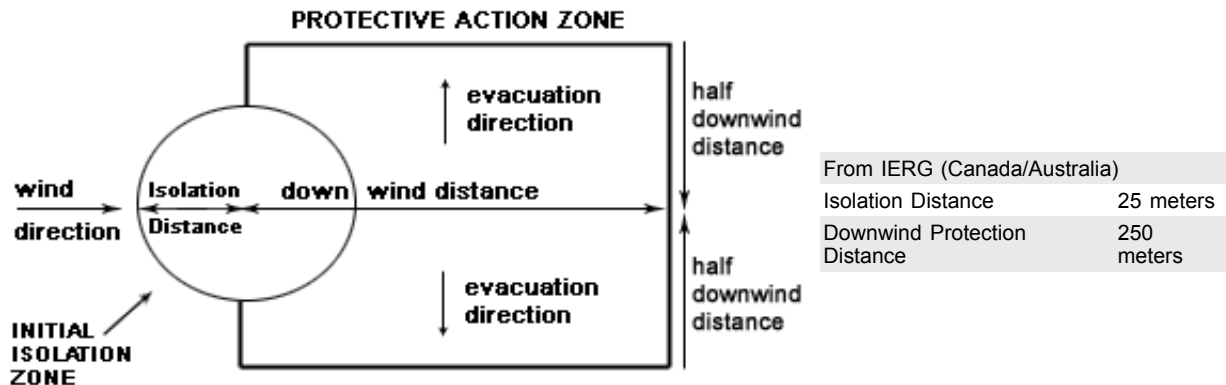 PROTECTIVE ACTION ZONE
evacuation
direction
half
downwind
distance
wind
direction
Isolation
Distance
down wind distance
evacuation
direction
half
downwind
distance
INITIAL
ISOLATION
ZONE
From IERG (Canada/Australia)
Isolation Distance 25 meters
Downwind Protection 250
Distance meters